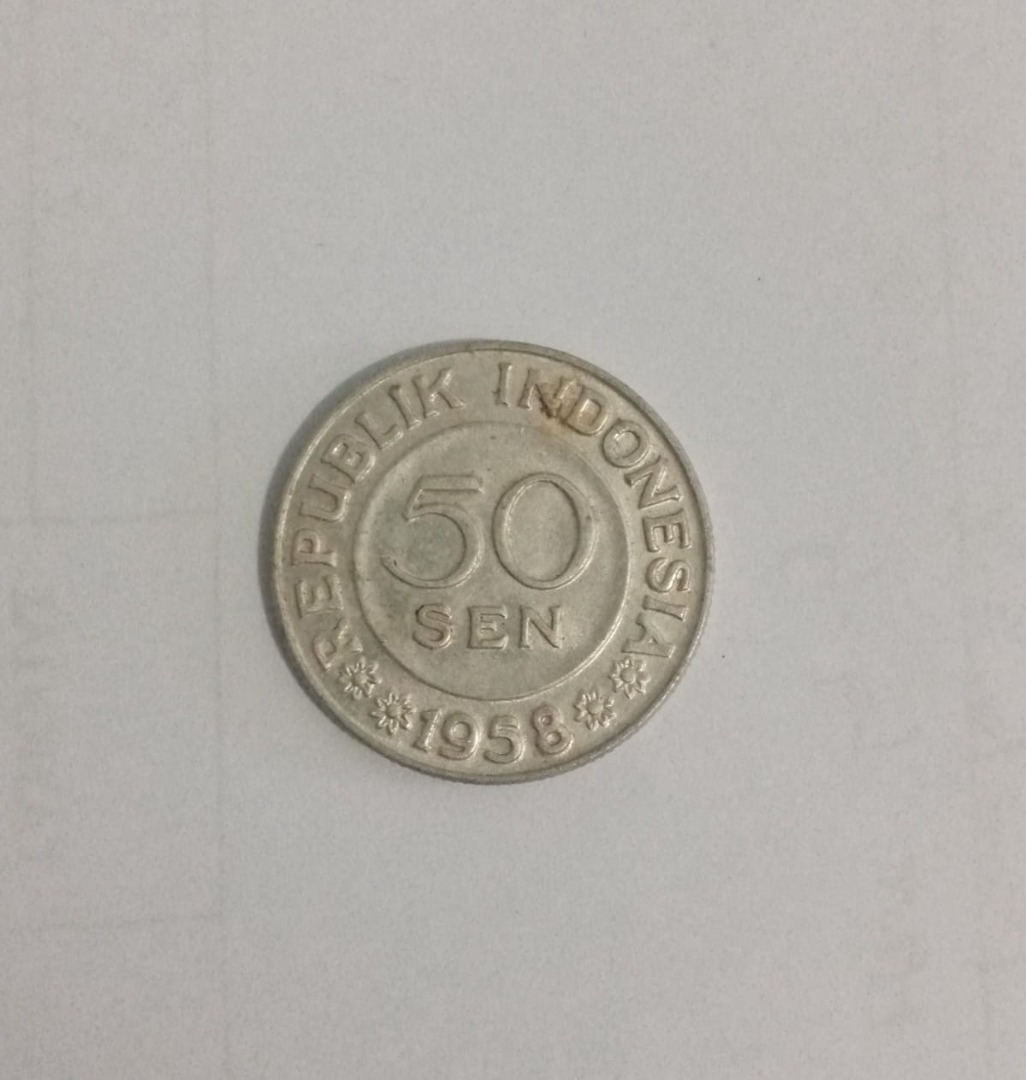 REPUBLIK INDONESIA
50
SEN
1958